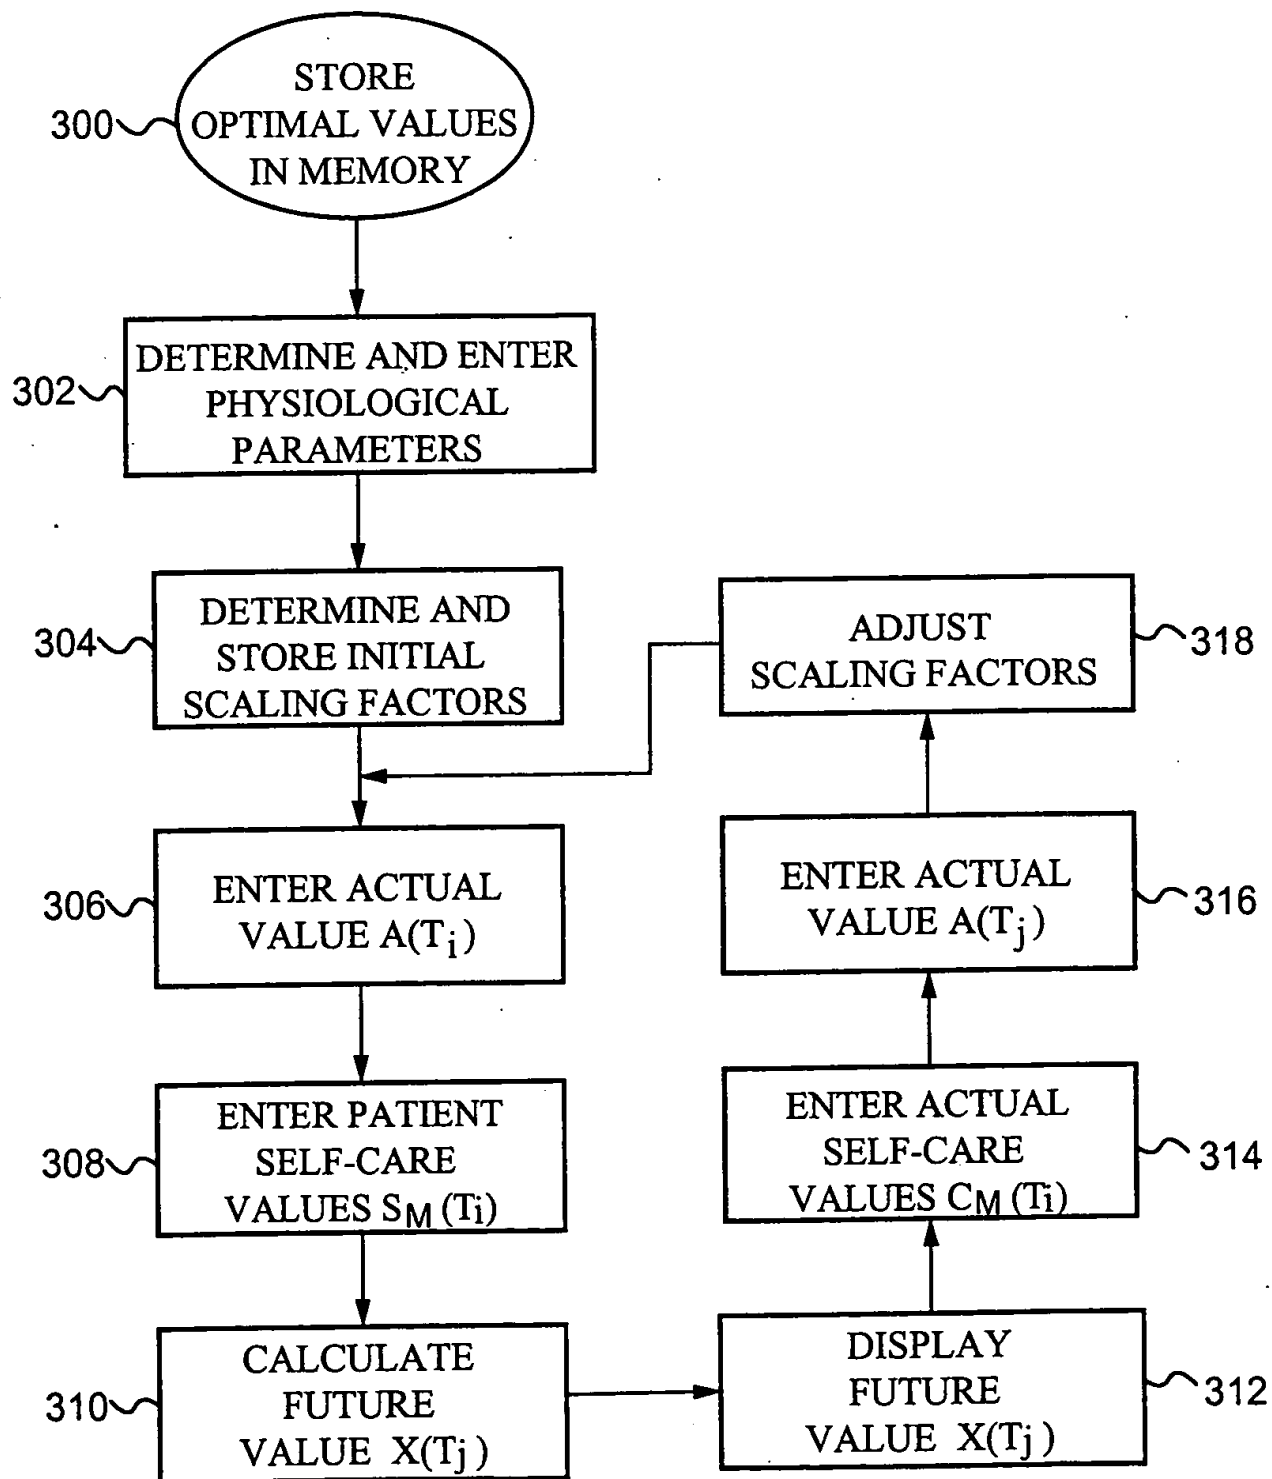 300
STORE
OPTIMAL VALUES
IN MEMORY
302
DETERMINE AND ENTER
PHYSIOLOGICAL
PARAMETERS
304
DETERMINE AND
STORE INITIAL
SCALING FACTORS
306
ENTER ACTUAL
VALUE A(Ti)
308
ENTER PATIENT
SELF-CARE
VALUES SM(Ti)
310
CALCULATE
FUTURE
VALUE X(Tj)
DISPLAY
FUTURE
VALUE X(Tj)
312
ENTER ACTUAL
SELF-CARE
VALUES CM(Ti)
314
ENTER ACTUAL
VALUE A(Tj)
316
ADJUST
SCALING FACTORS
318